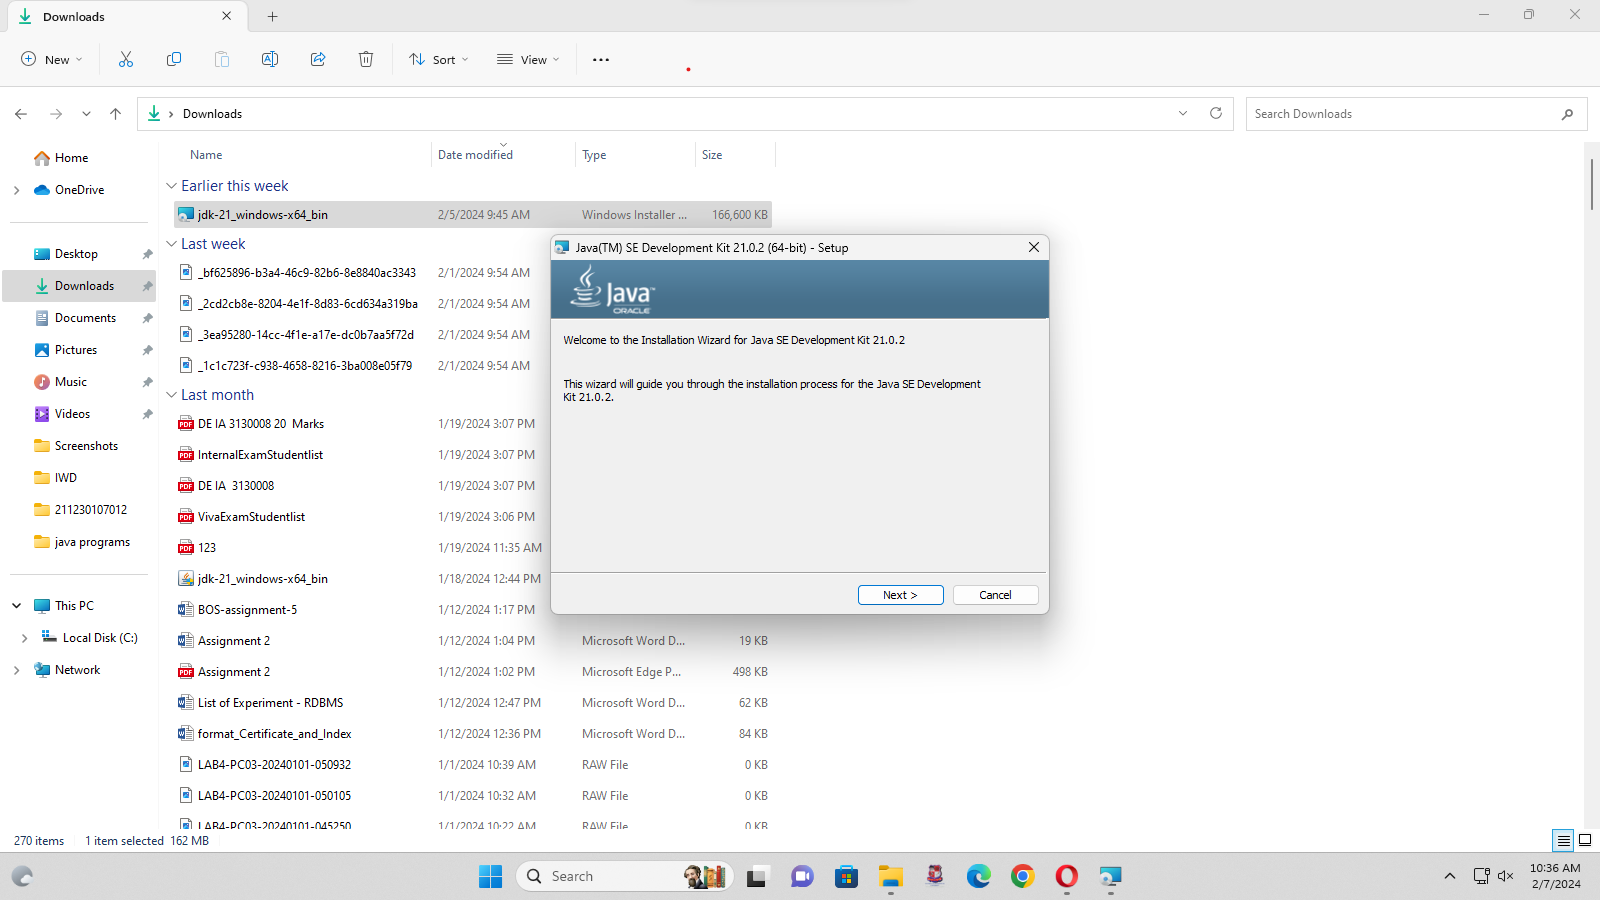 Downloads
New
Sort
View
Downloads
Search Downloads
Home
OneDrive
Desktop
Downloads
Documents
Pictures
Music
Videos
Screenshots
IWD
211230107012
java programs
This PC
Local Disk (C:)
Network
Name Date modified Type Size
Earlier this week
jdk-21_windows-x64_bin 2/5/2024 9:45 AM Windows Installer ... 166,600 KB
Last week
_bf625896-b3a4-46c9-82b6-8e8840ac3343 2/1/2024 9:54 AM
_2cd2cb8e-8204-4e1f-8d83-6cd634a319ba 2/1/2024 9:54 AM
_3ea95280-14cc-4f1e-a17e-dc0b7aa5f72d 2/1/2024 9:54 AM
_1c1c723f-c938-4658-8216-3ba008e05f79 2/1/2024 9:54 AM
Last month
DE IA 3130008 20 Marks 1/19/2024 3:07 PM
InternalExamStudentlist 1/19/2024 3:07 PM
DE IA 3130008 1/19/2024 3:07 PM
VivaExamStudentlist 1/19/2024 3:06 PM
123 1/19/2024 11:35 AM
jdk-21_windows-x64_bin 1/18/2024 12:44 PM
BOS-assignment-5 1/12/2024 1:17 PM
Assignment 2 1/12/2024 1:04 PM Microsoft Word D... 19 KB
Assignment 2 1/12/2024 1:02 PM Microsoft Edge P... 498 KB
List of Experiment - RDBMS 1/12/2024 12:47 PM Microsoft Word D... 62 KB
format_Certificate_and_Index 1/12/2024 12:36 PM Microsoft Word D... 84 KB
LAB4-PC03-20240101-050932 1/1/2024 10:39 AM RAW File 0 KB
LAB4-PC03-20240101-050105 1/1/2024 10:32 AM RAW File 0 KB
LAB4-PC03-20240101-045250 1/1/2024 10:22 AM RAW File 0 KB
Java(TM) SE Development Kit 21.0.2 (64-bit) - Setup
Java™
ORACLE
Welcome to the Installation Wizard for Java SE Development Kit 21.0.2
This wizard will guide you through the installation process for the Java SE Development
Kit 21.0.2.
Next >
Cancel
270 items 1 item selected 162 MB
Search
10:36 AM
2/7/2024